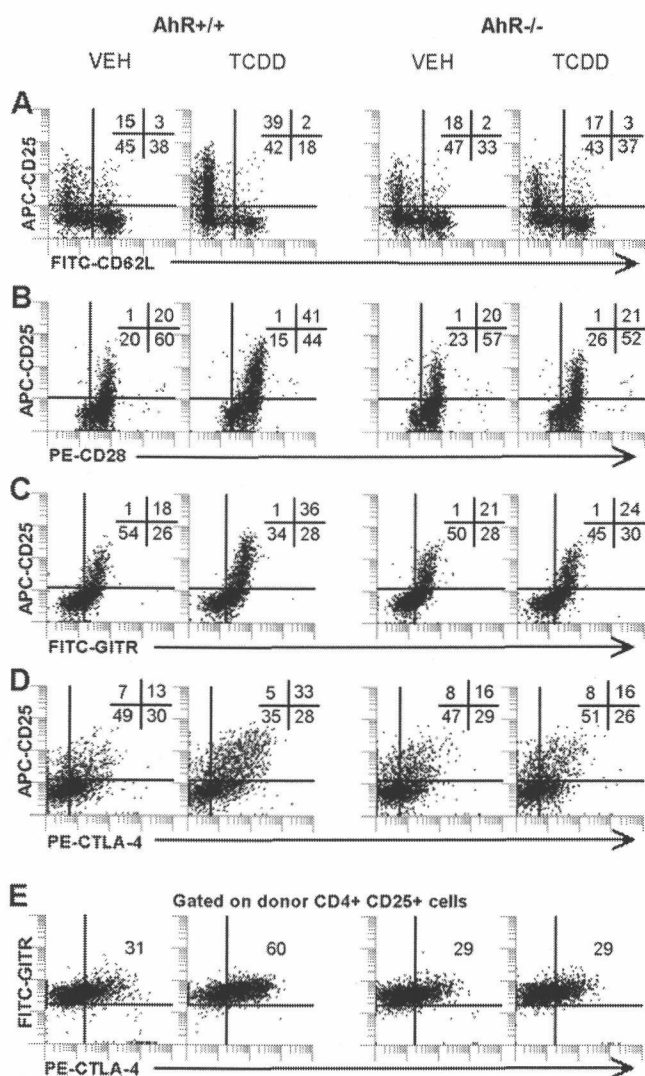 AhR+/+ AhR-/-
VEH TCDD VEH TCDD
A
APC-CD25
15 3
45 38
39 2
42 18
18 2
47 33
17 3
43 37
FITC-CD62L
B
APC-CD25
1 20
20 60
1 41
15 44
1 20
23 57
1 21
26 52
PE-CD28
C
APC-CD25
1 18
54 26
1 36
34 28
1 21
50 28
1 24
45 30
FITC-GITR
D
APC-CD25
7 13
49 30
5 33
35 28
8 16
47 29
8 16
51 26
PE-CTLA-4
E
Gated on donor CD4+ CD25+ cells
FITC-GITR
31 60 29 29
PE-CTLA-4